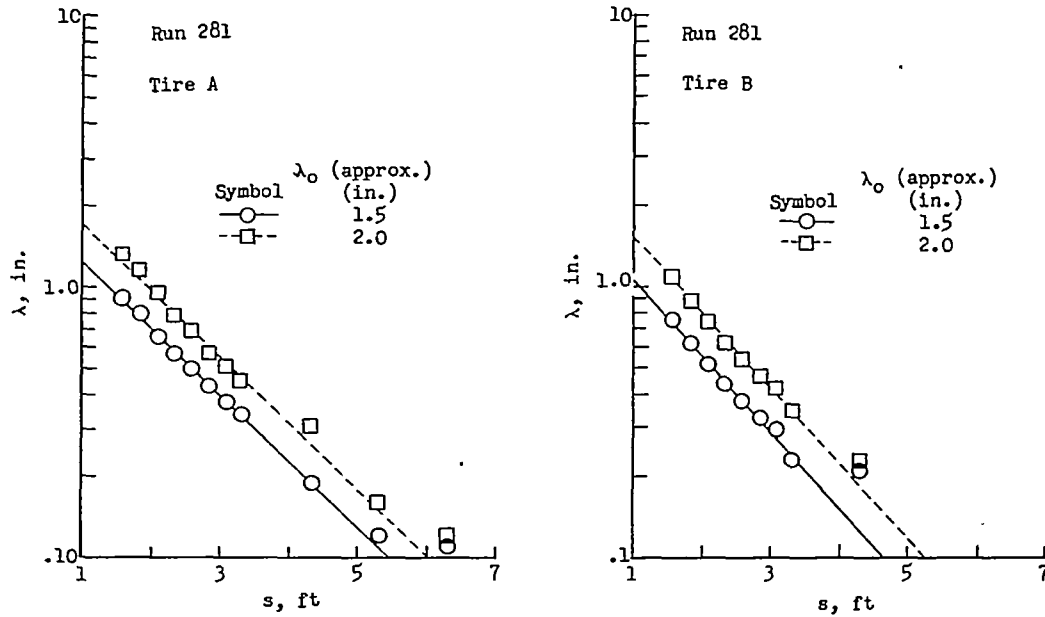 10
Run 281
Tire A
λo (approx.)
(in.)
Symbol
1.5
2.0
λ, in.
1.0
.10
1
3
5
7
s, ft
10
Run 281
Tire B
λo (approx.)
(in.)
Symbol
1.5
2.0
λ, in.
1.0
.1
1
3
5
7
s, ft